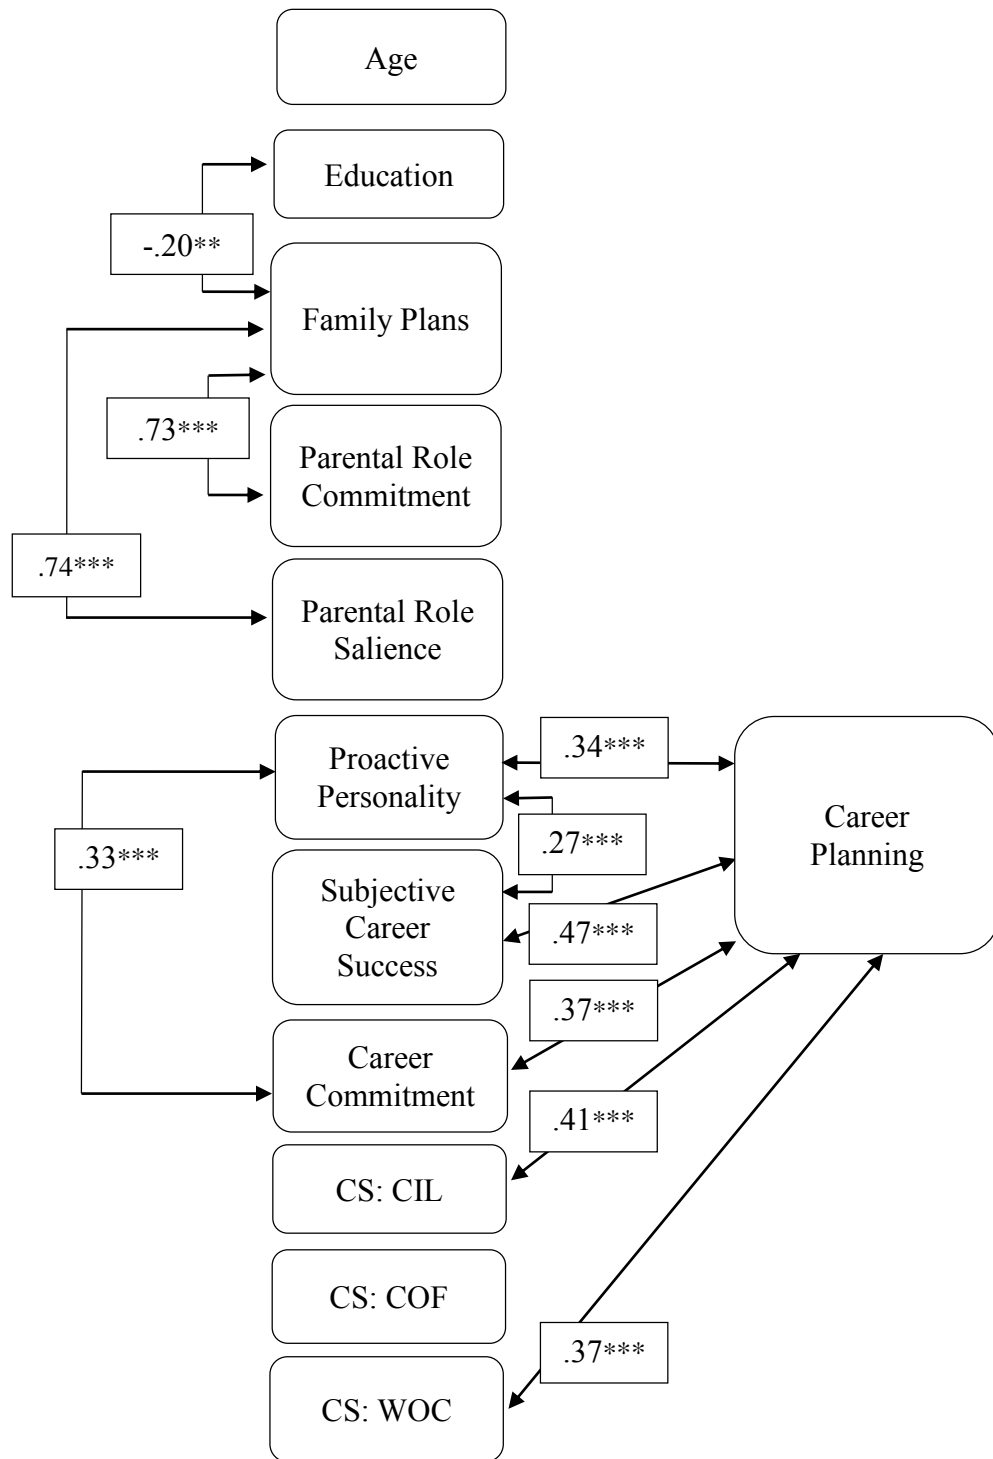 Age
Education
-.20**
Family Plans
.73***
Parental Role
Commitment
.74***
Parental Role
Salience
.34***
Proactive
Personality
Career
Planning
.33***
.27***
Subjective
Career
Success
.47***
.37***
Career
Commitment
.41***
CS: CIL
CS: COF
.37***
CS: WOC